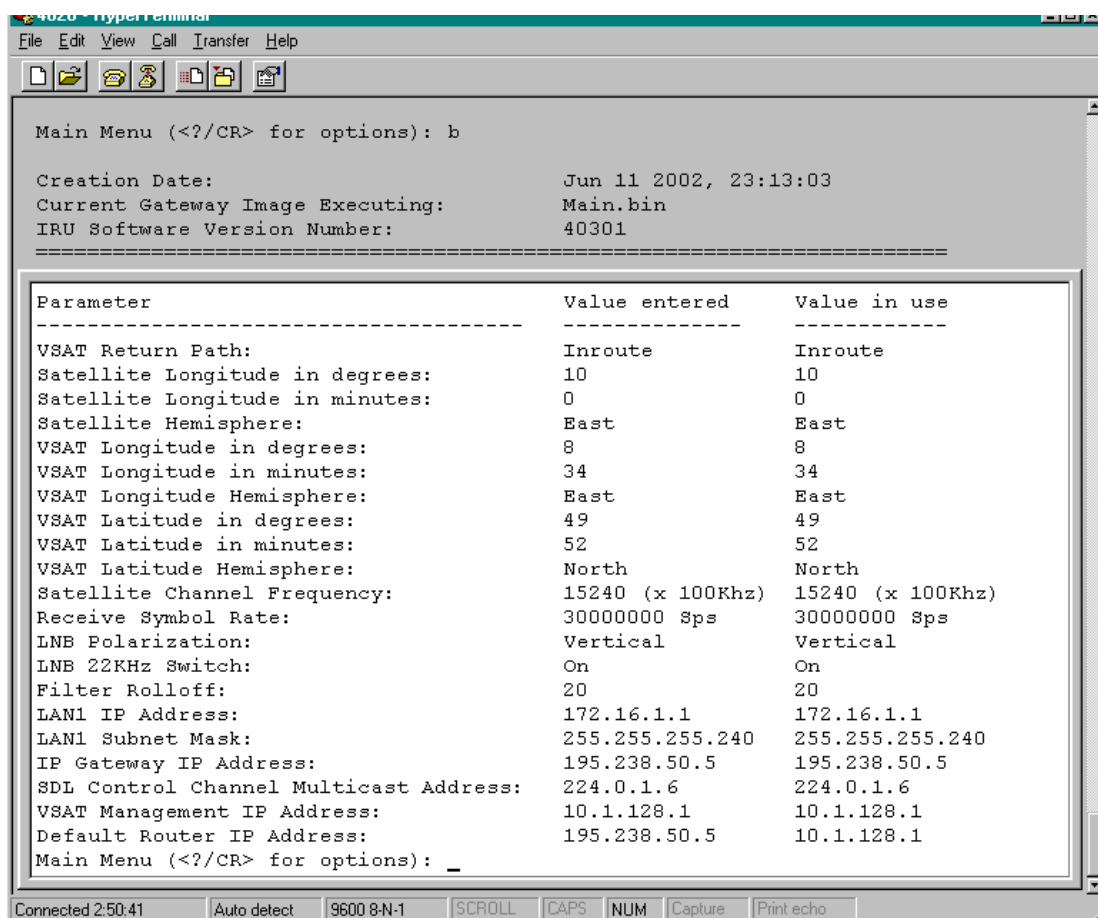 4020 - HyperTerminal
File Edit View Call Transfer Help
Main Menu (<?/CR> for options): b
Creation Date: Jun 11 2002, 23:13:03
Current Gateway Image Executing: Main.bin
IRU Software Version Number: 40301
=======================================================================
Parameter Value entered Value in use
-------------------------------------- -------------- ------------
VSAT Return Path: Inroute Inroute
Satellite Longitude in degrees: 10 10
Satellite Longitude in minutes: 0 0
Satellite Hemisphere: East East
VSAT Longitude in degrees: 8 8
VSAT Longitude in minutes: 34 34
VSAT Longitude Hemisphere: East East
VSAT Latitude in degrees: 49 49
VSAT Latitude in minutes: 52 52
VSAT Latitude Hemisphere: North North
Satellite Channel Frequency: 15240 (x 100Khz) 15240 (x 100Khz)
Receive Symbol Rate: 30000000 Sps 30000000 Sps
LNB Polarization: Vertical Vertical
LNB 22KHz Switch: On On
Filter Rolloff: 20 20
LAN1 IP Address: 172.16.1.1 172.16.1.1
LAN1 Subnet Mask: 255.255.255.240 255.255.255.240
IP Gateway IP Address: 195.238.50.5 195.238.50.5
SDL Control Channel Multicast Address: 224.0.1.6 224.0.1.6
VSAT Management IP Address: 10.1.128.1 10.1.128.1
Default Router IP Address: 195.238.50.5 10.1.128.1
Main Menu (<?/CR> for options): _
Connected 2:50:41 Auto detect 9600 8-N-1 SCROLL CAPS NUM Capture Print echo